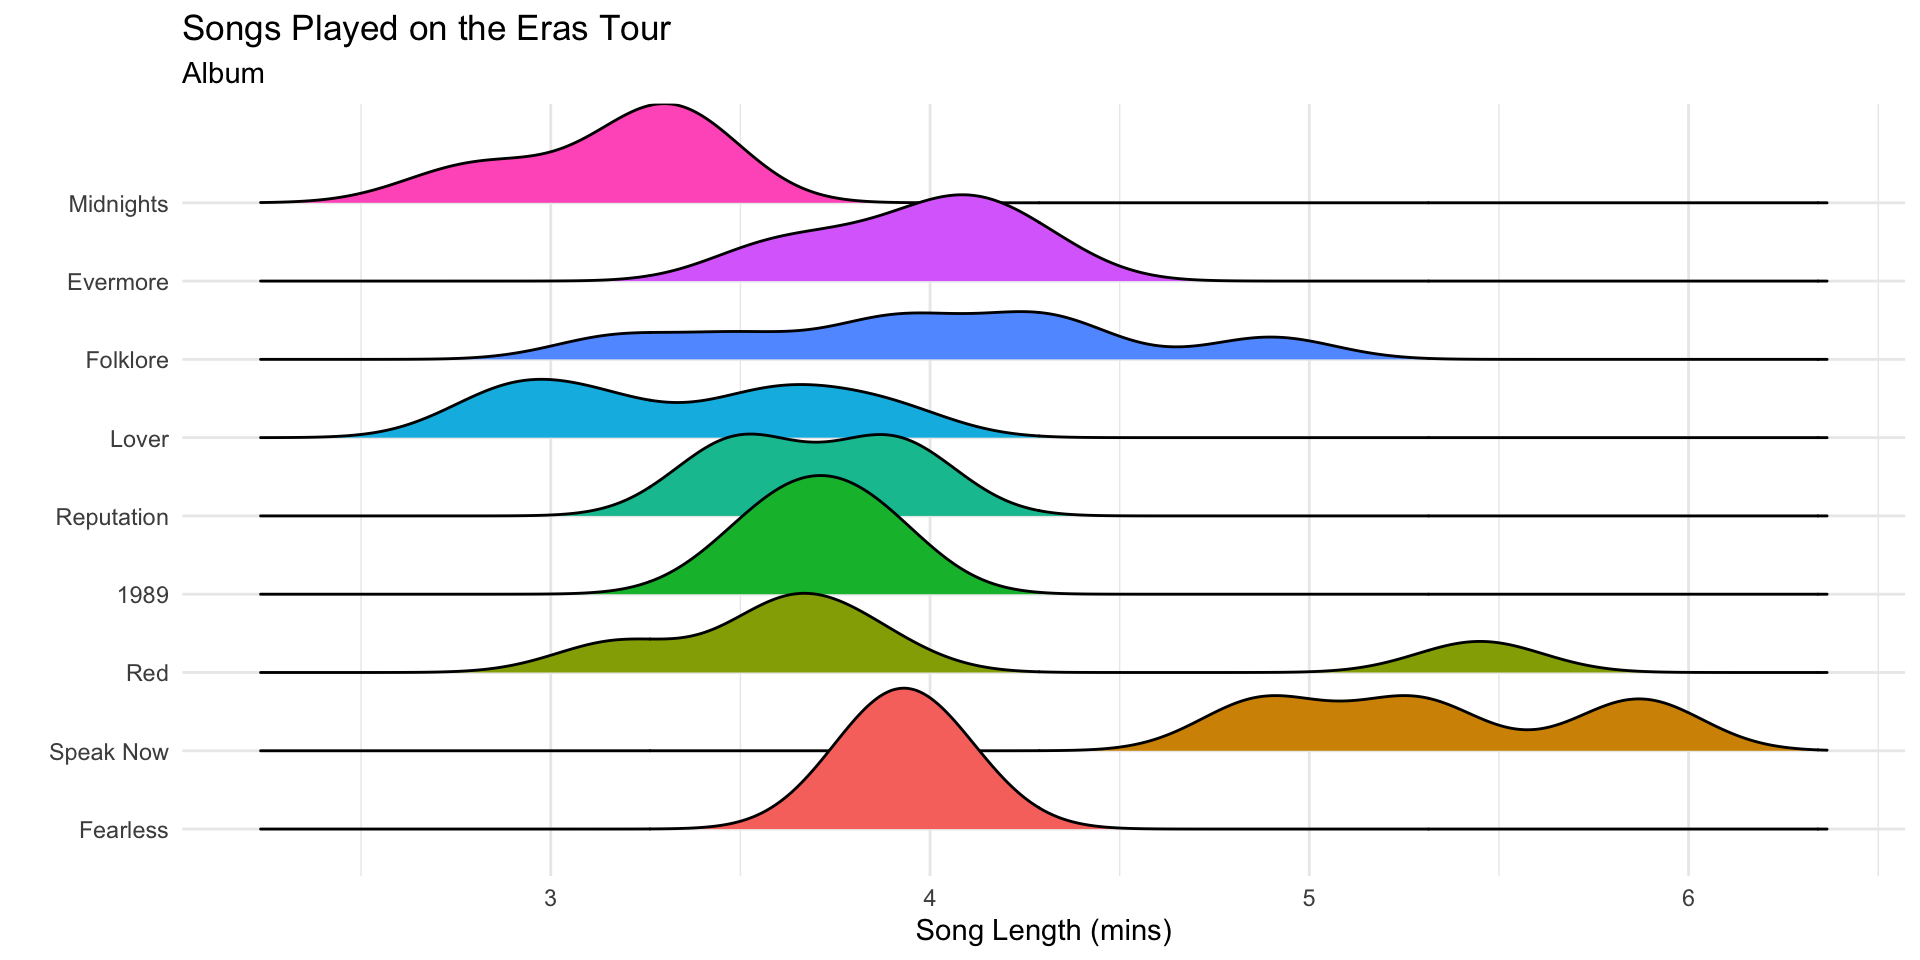 Songs Played on the Eras Tour
Album
Midnights
Evermore
Folklore
Lover
Reputation
1989
Red
Speak Now
Fearless
3 4 5 6
Song Length (mins)